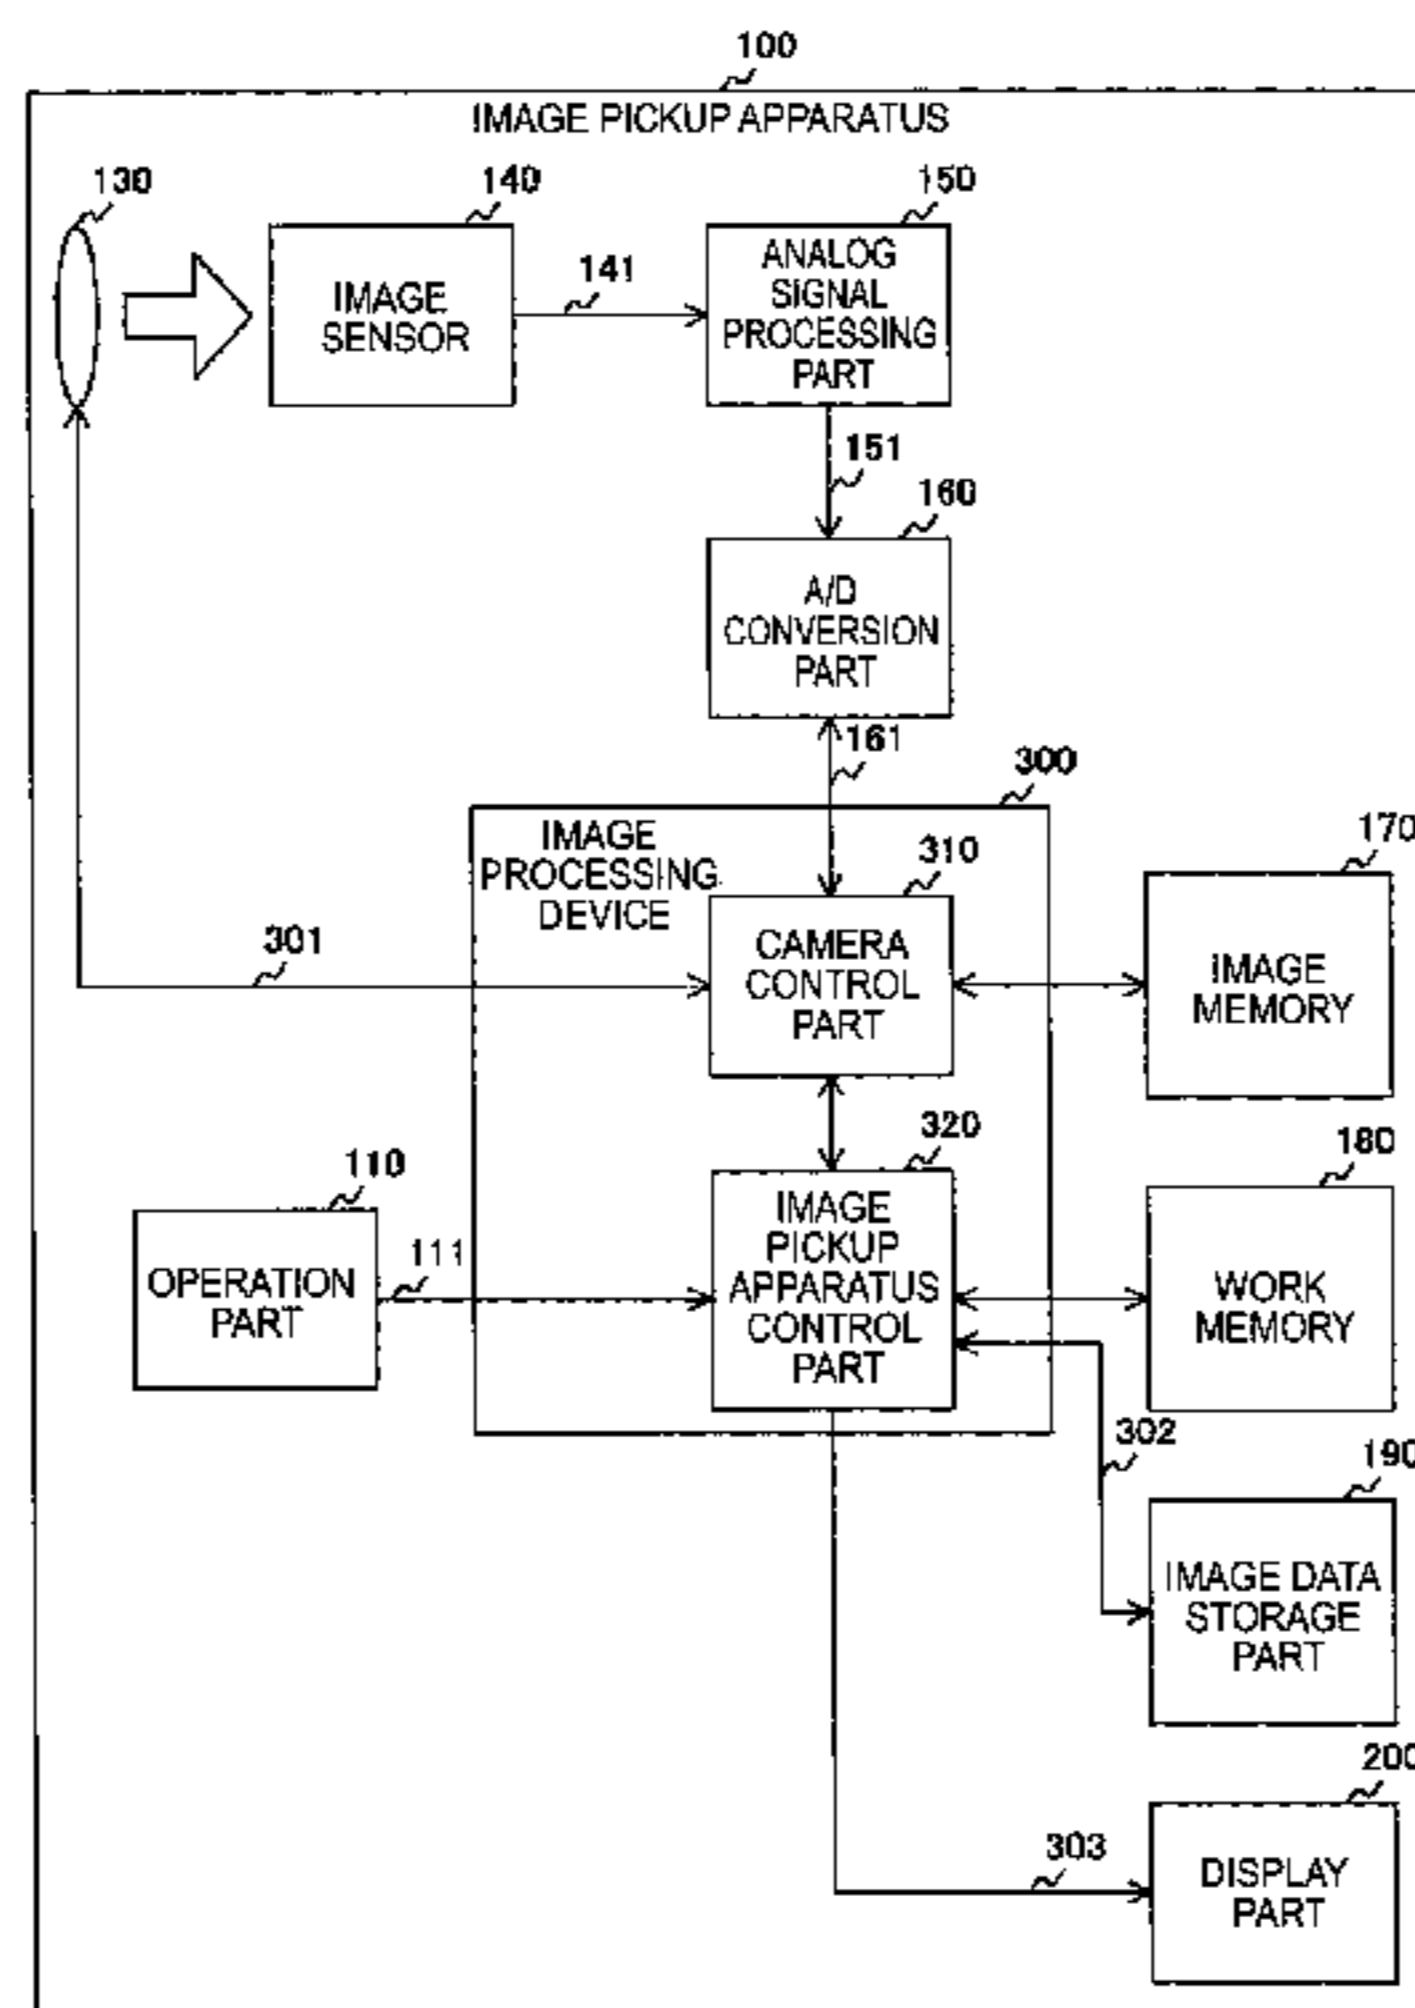 100
IMAGE PICKUP APPARATUS
130
140
150
IMAGE
SENSOR
141
ANALOG
SIGNAL
PROCESSING
PART
151
160
A/D
CONVERSION
PART
161
300
IMAGE
PROCESSING
DEVICE
310
170
CAMERA
CONTROL
PART
301
IMAGE
MEMORY
320
180
110
IMAGE
PICKUP
APPARATUS
CONTROL
PART
111
OPERATION
PART
WORK
MEMORY
302
190
IMAGE DATA
STORAGE
PART
200
303
DISPLAY
PART